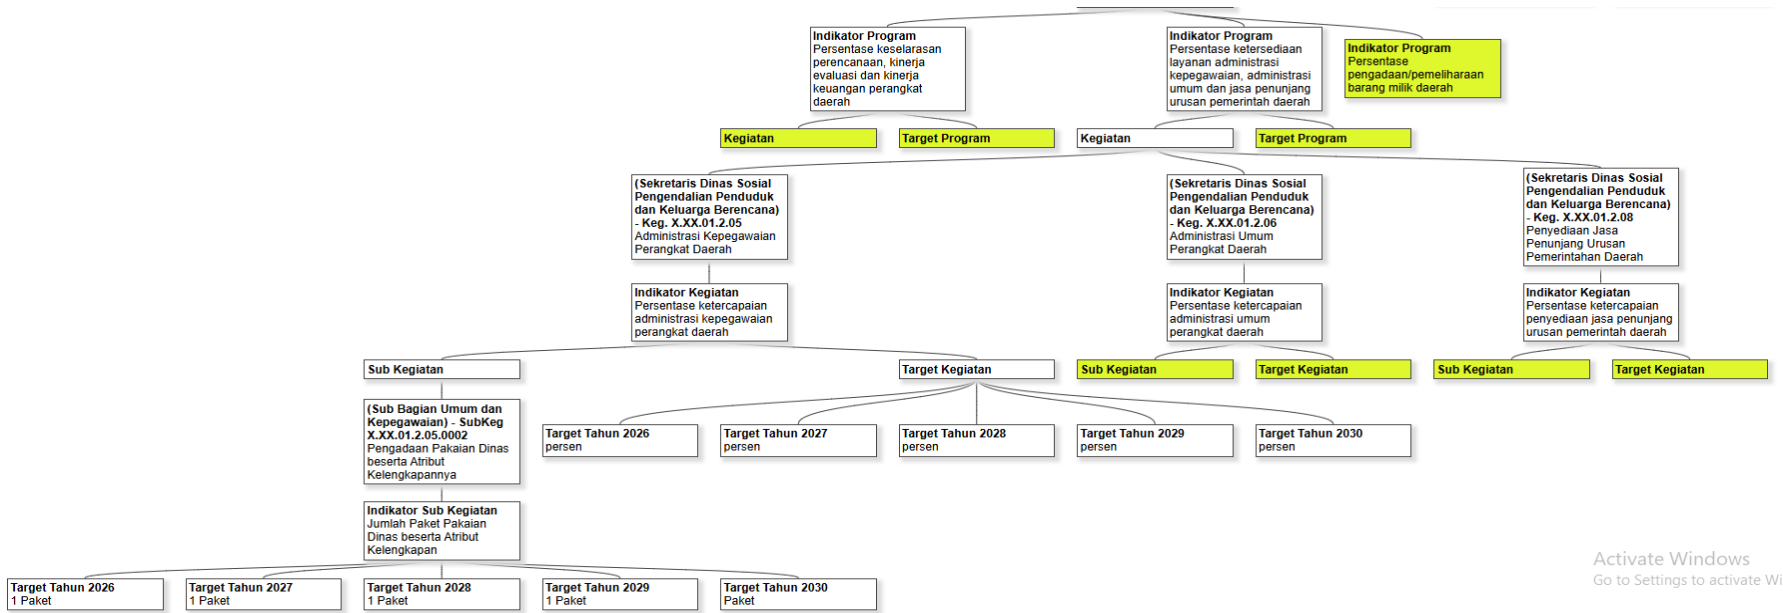 Indikator Program
Persentase keselarasan
perencanaan, kinerja
evaluasi dan kinerja
keuangan perangkat
daerah
Indikator Program
Persentase ketersediaan
layanan administrasi
kepegawaian, administrasi
umum dan jasa penunjang
urusan pemerintah daerah
Indikator Program
Persentase
pengadaan/pemeliharaan
barang milik daerah
Kegiatan
Target Program
Kegiatan
Target Program
(Sekretaris Dinas Sosial
Pengendalian Penduduk
dan Keluarga Berencana)
- Keg. X.XX.01.2.05
Administrasi Kepegawaian
Perangkat Daerah
(Sekretaris Dinas Sosial
Pengendalian Penduduk
dan Keluarga Berencana)
- Keg. X.XX.01.2.06
Administrasi Umum
Perangkat Daerah
(Sekretaris Dinas Sosial
Pengendalian Penduduk
dan Keluarga Berencana)
- Keg. X.XX.01.2.08
Penyediaan Jasa
Penunjang Urusan
Pemerintahan Daerah
Indikator Kegiatan
Persentase ketercapaian
administrasi kepegawaian
perangkat daerah
Indikator Kegiatan
Persentase ketercapaian
administrasi umum
perangkat daerah
Indikator Kegiatan
Persentase ketercapaian
penyediaan jasa penunjang
urusan pemerintah daerah
Sub Kegiatan
Target Kegiatan
Sub Kegiatan
Target Kegiatan
Sub Kegiatan
Target Kegiatan
(Sub Bagian Umum dan
Kepegawaian) - SubKeg
X.XX.01.2.05.0002
Pengadaan Pakaian Dinas
beserta Atribut
Kelengkapannya
Target Tahun 2026
persen
Target Tahun 2027
persen
Target Tahun 2028
persen
Target Tahun 2029
persen
Target Tahun 2030
persen
Indikator Sub Kegiatan
Jumlah Paket Pakaian
Dinas beserta Atribut
Kelengkapan
Target Tahun 2026
1 Paket
Target Tahun 2027
1 Paket
Target Tahun 2028
1 Paket
Target Tahun 2029
1 Paket
Target Tahun 2030
Paket
Activate Windows
Go to Settings to activate Wi